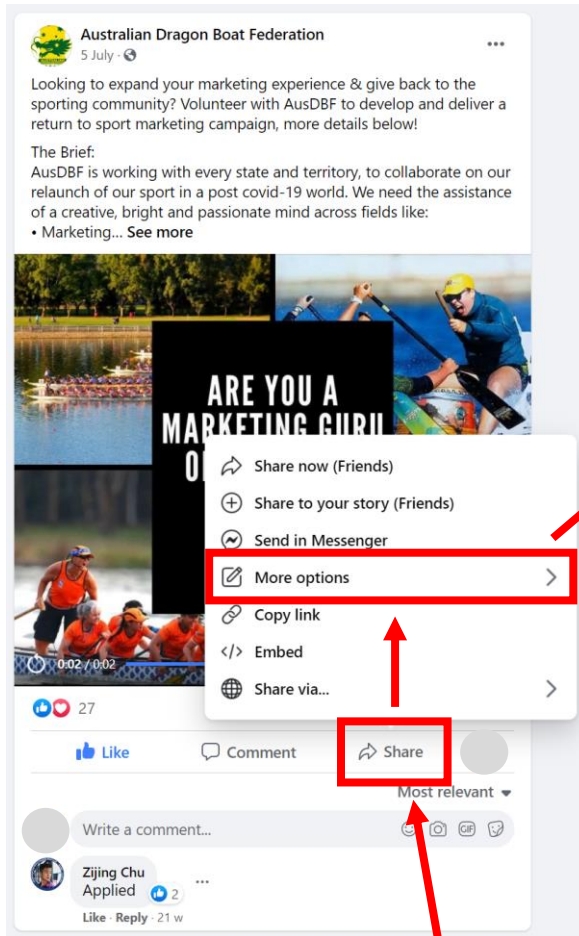 Australian Dragon Boat Federation
5 July ·
Looking to expand your marketing experience & give back to the
sporting community? Volunteer with AusDBF to develop and deliver a
return to sport marketing campaign, more details below!
The Brief:
AusDBF is working with every state and territory, to collaborate on our
relaunch of our sport in a post covid-19 world. We need the assistance
of a creative, bright and passionate mind across fields like:
• Marketing... See more
ARE YOU A
MARKETING GURU
Share now (Friends)
Share to your story (Friends)
Send in Messenger
More options
Copy link
</> Embed
Share via...
0:02 / 0:02
27
Like Comment Share
Most relevant
Write a comment... GIF
Zijing Chu
Applied 2 ...
Like · Reply · 21 w